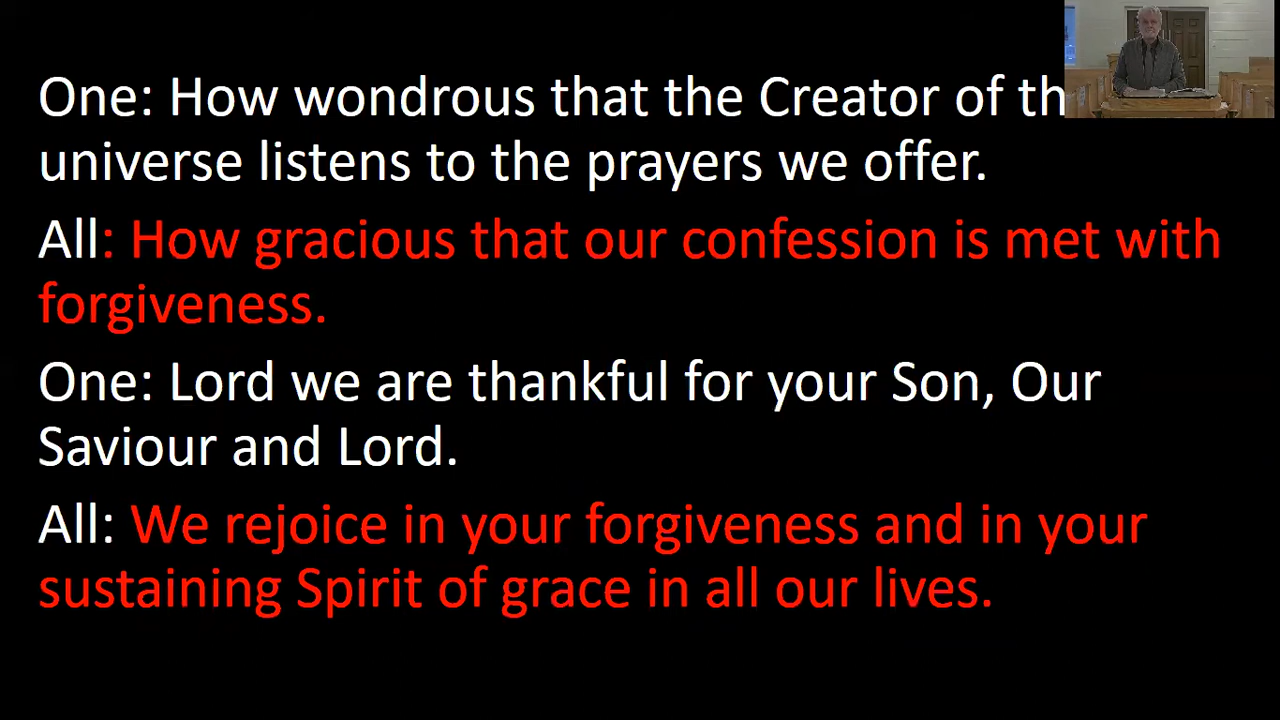 One: How wondrous that the Creator of th
universe listens to the prayers we offer.
All: How gracious that our confession is met with
forgiveness.
One: Lord we are thankful for your Son, Our
Saviour and Lord.
All: We rejoice in your forgiveness and in your
sustaining Spirit of grace in all our lives.